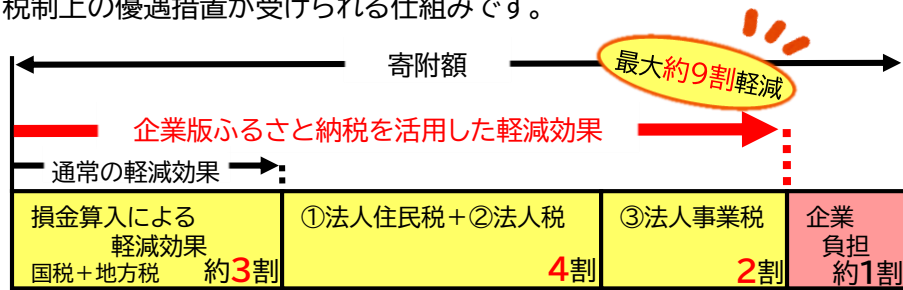 税制上の優遇措置が受けられる仕組みです。
寄附額
最大約9割軽減
企業版ふるさと納税を活用した軽減効果
通常の軽減効果
損金算入による
軽減効果
国税+地方税 約3割
①法人住民税+②法人税
4割
③法人事業税
2割
企業
負担
約1割